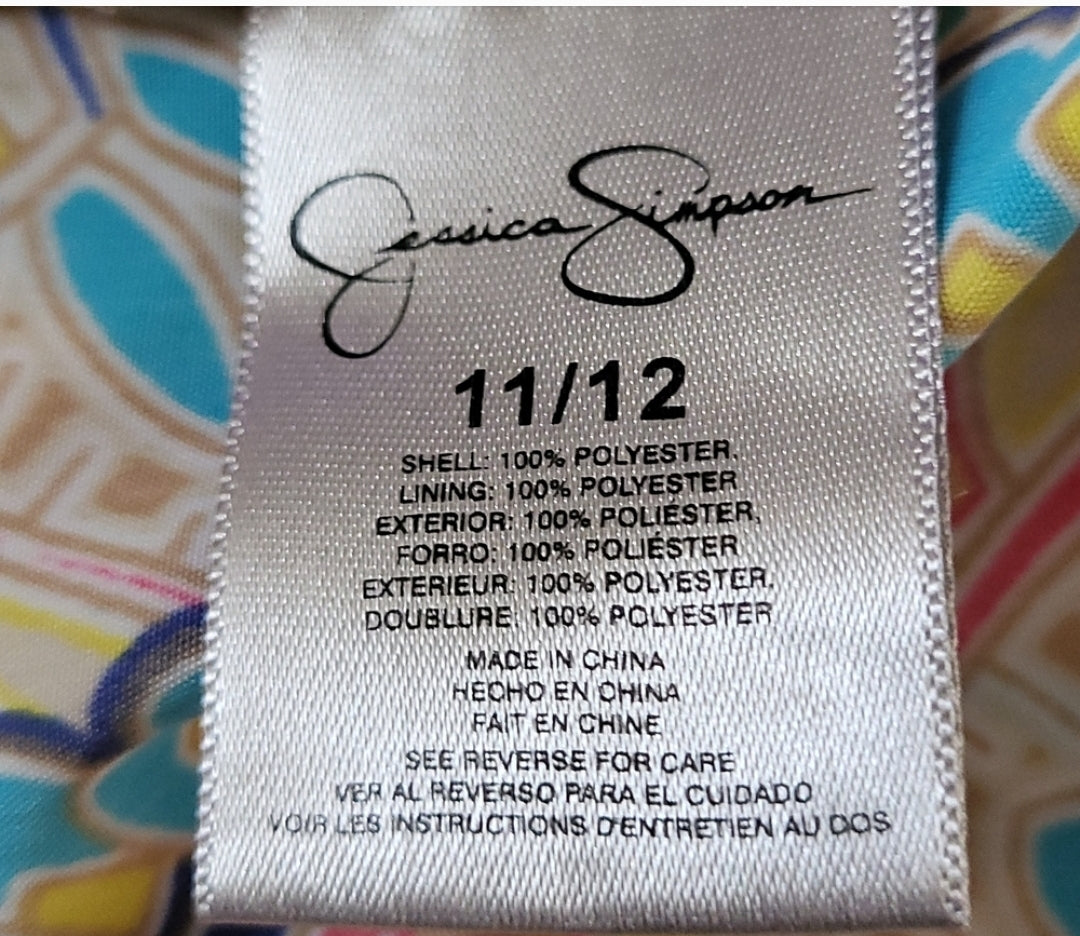 Jessica Simpson
11/12
SHELL: 100% POLYESTER.
LINING: 100% POLYESTER
EXTERIOR: 100% POLIÉSTER,
FORRO: 100% POLIÉSTER
EXTERIEUR: 100% POLYESTER.
DOUBLURE: 100% POLYESTER
MADE IN CHINA
HECHO EN CHINA
FAIT EN CHINE
SEE REVERSE FOR CARE
VER AL REVERSO PARA EL CUIDADO
VOIR LES INSTRUCTIONS D'ENTRETIEN AU DOS